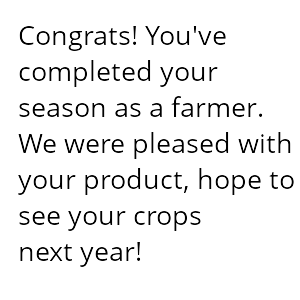 Congrats! You've
completed your
season as a farmer.
We were pleased with
your product, hope to
see your crops
next year!